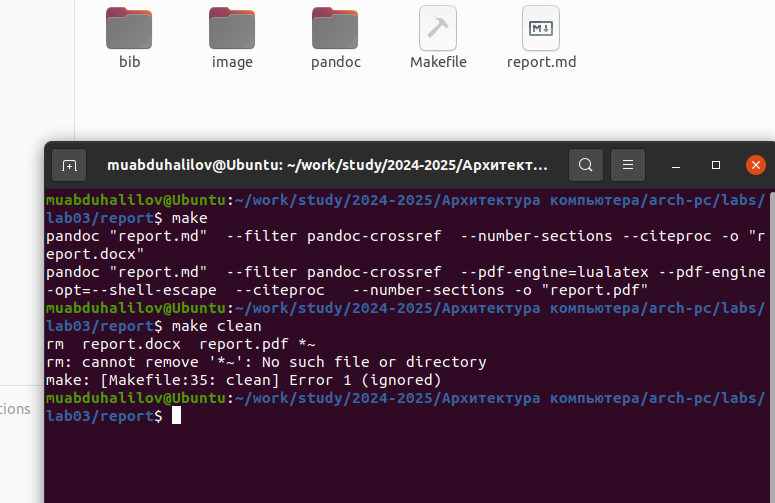 bib image pandoc Makefile report.md
muabduhalilov@Ubuntu: ~/work/study/2024-2025/Архитект...
muabduhalilov@Ubuntu:~/work/study/2024-2025/Архитектура компьютера/arch-pc/labs/
lab03/report$ make
pandoc "report.md"  --filter pandoc-crossref  --number-sections --citeproc -o "r
eport.docx"
pandoc "report.md"  --filter pandoc-crossref  --pdf-engine=lualatex --pdf-engine
-opt=--shell-escape  --citeproc   --number-sections -o "report.pdf"
muabduhalilov@Ubuntu:~/work/study/2024-2025/Архитектура компьютера/arch-pc/labs/
lab03/report$ make clean
rm  report.docx  report.pdf *~
rm: cannot remove '*~': No such file or directory
make: [Makefile:35: clean] Error 1 (ignored)
muabduhalilov@Ubuntu:~/work/study/2024-2025/Архитектура компьютера/arch-pc/labs/
lab03/report$
tions